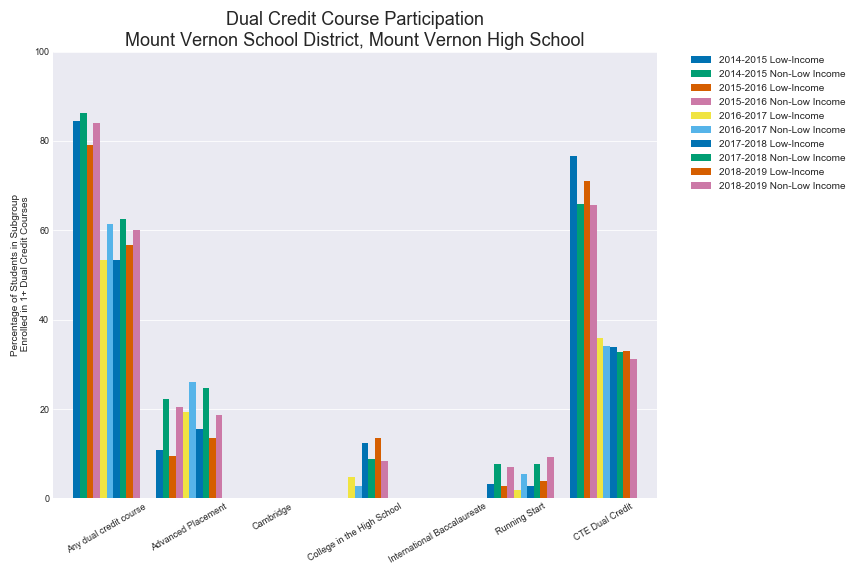 Dual Credit Course Participation
Mount Vernon School District, Mount Vernon High School
Percentage of Students in Subgroup
Enrolled in 1+ Dual Credit Courses
100
80
60
40
20
0
Any dual credit course
Advanced Placement
Cambridge
College in the High School
International Baccalaureate
Running Start
CTE Dual Credit
2014-2015 Low-Income
2014-2015 Non-Low Income
2015-2016 Low-Income
2015-2016 Non-Low Income
2016-2017 Low-Income
2016-2017 Non-Low Income
2017-2018 Low-Income
2017-2018 Non-Low Income
2018-2019 Low-Income
2018-2019 Non-Low Income